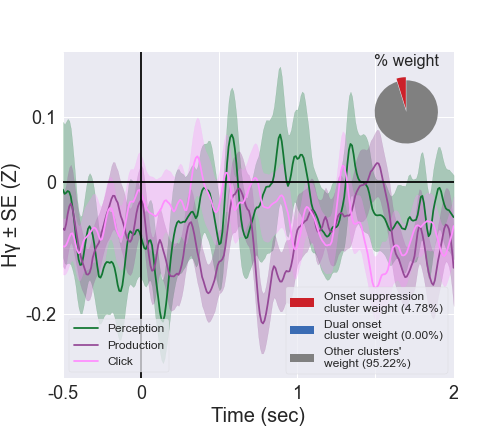 % weight
0.1
0
-0.2
Hγ ± SE (Z)
Perception
Production
Click
Onset suppression
cluster weight (4.78%)
Dual onset
cluster weight (0.00%)
Other clusters'
weight (95.22%)
-0.5
0
1
2
Time (sec)